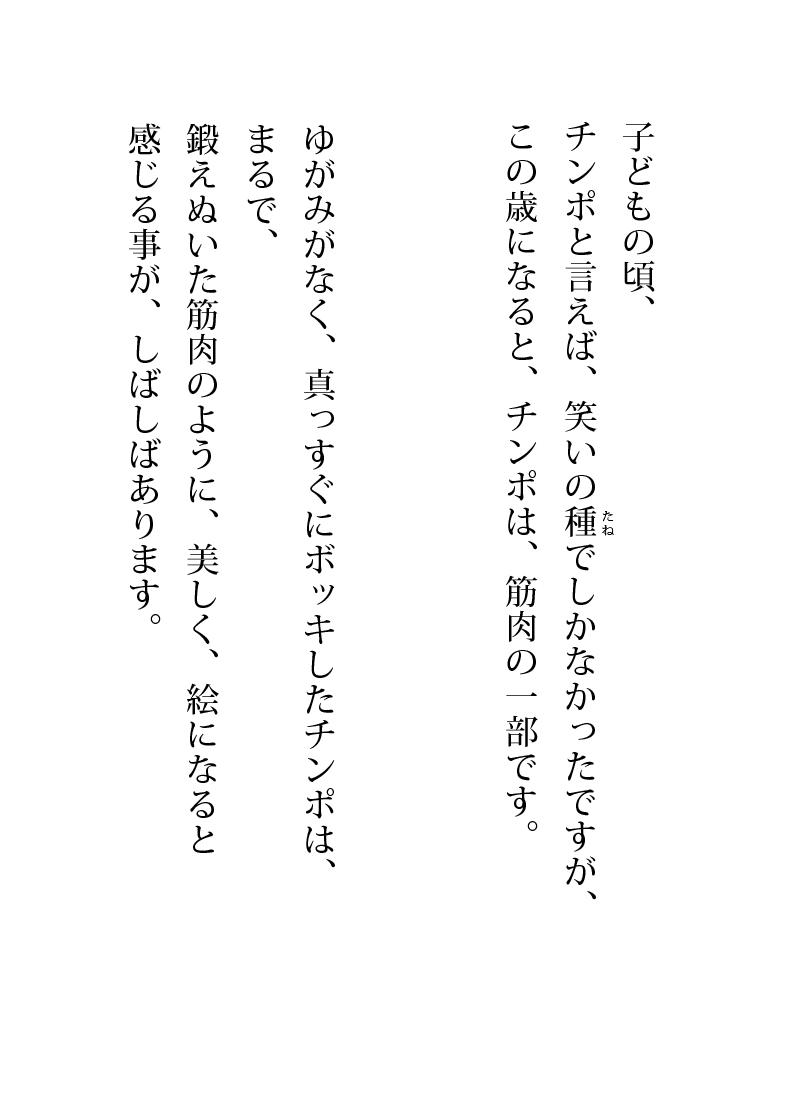 子どもの頃、
チンポと言えば、笑いの種でしかなかったですが、
たね
この歳になると、チンポは、筋肉の一部です。
ゆがみがなく、真っすぐにボッキしたチンポは、
まるで、
鍛えぬいた筋肉のように、美しく、絵になると
感じる事が、しばしばあります。